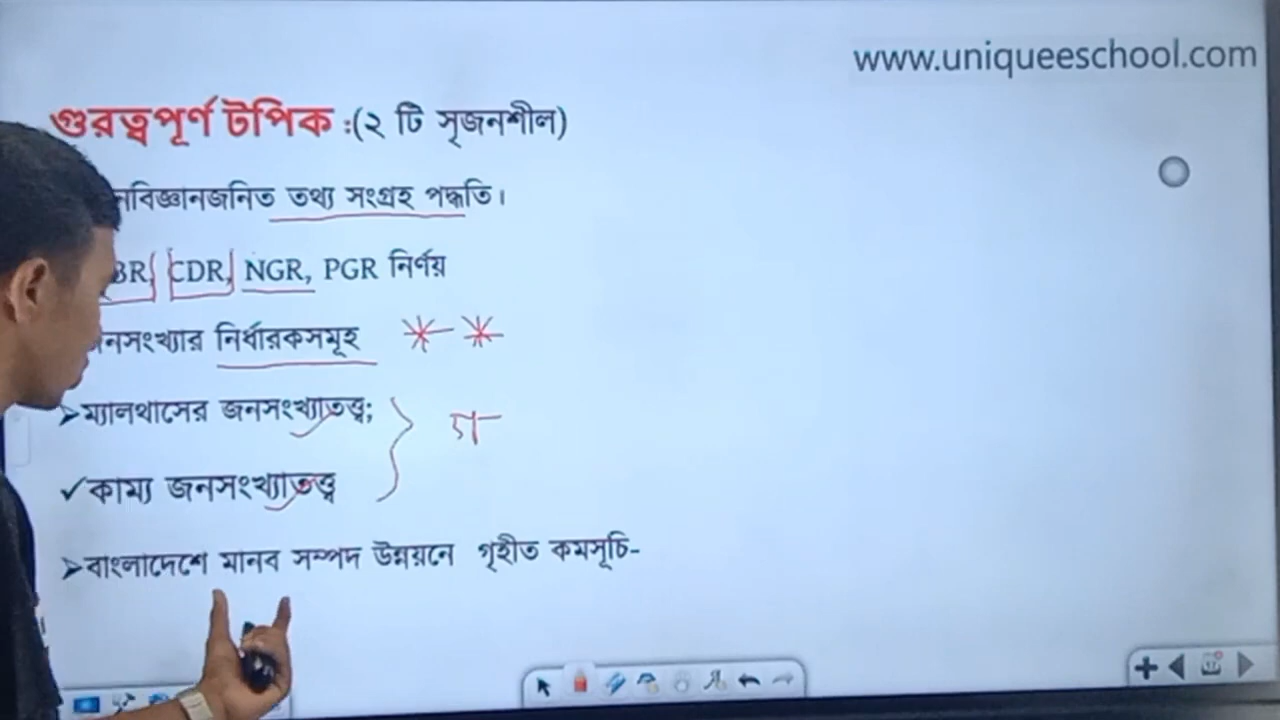 www.uniqueeschool.com
গুরত্বপূর্ণ টপিক :(২ টি সৃজনশীল)
তথ্য সংগ্রহ পদ্ধতি।
CDR, NGR, PGR নির্ণয়
নির্ধারকসমূহ
➢ম্যালথাসের জনসংখ্যাতত্ত্ব;
গ
✓কাম্য জনসংখ্যাতত্ত্ব
➢বাংলাদেশে মানব সম্পদ উন্নয়নে গৃহীত কমসূচি-